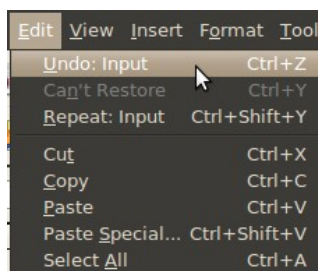 Edit View Insert Format Tool
Undo: Input Ctrl+Z
Can't Restore Ctrl+Y
Repeat: Input Ctrl+Shift+Y
Cut Ctrl+X
Copy Ctrl+C
Paste Ctrl+V
Paste Special... Ctrl+Shift+V
Select All Ctrl+A